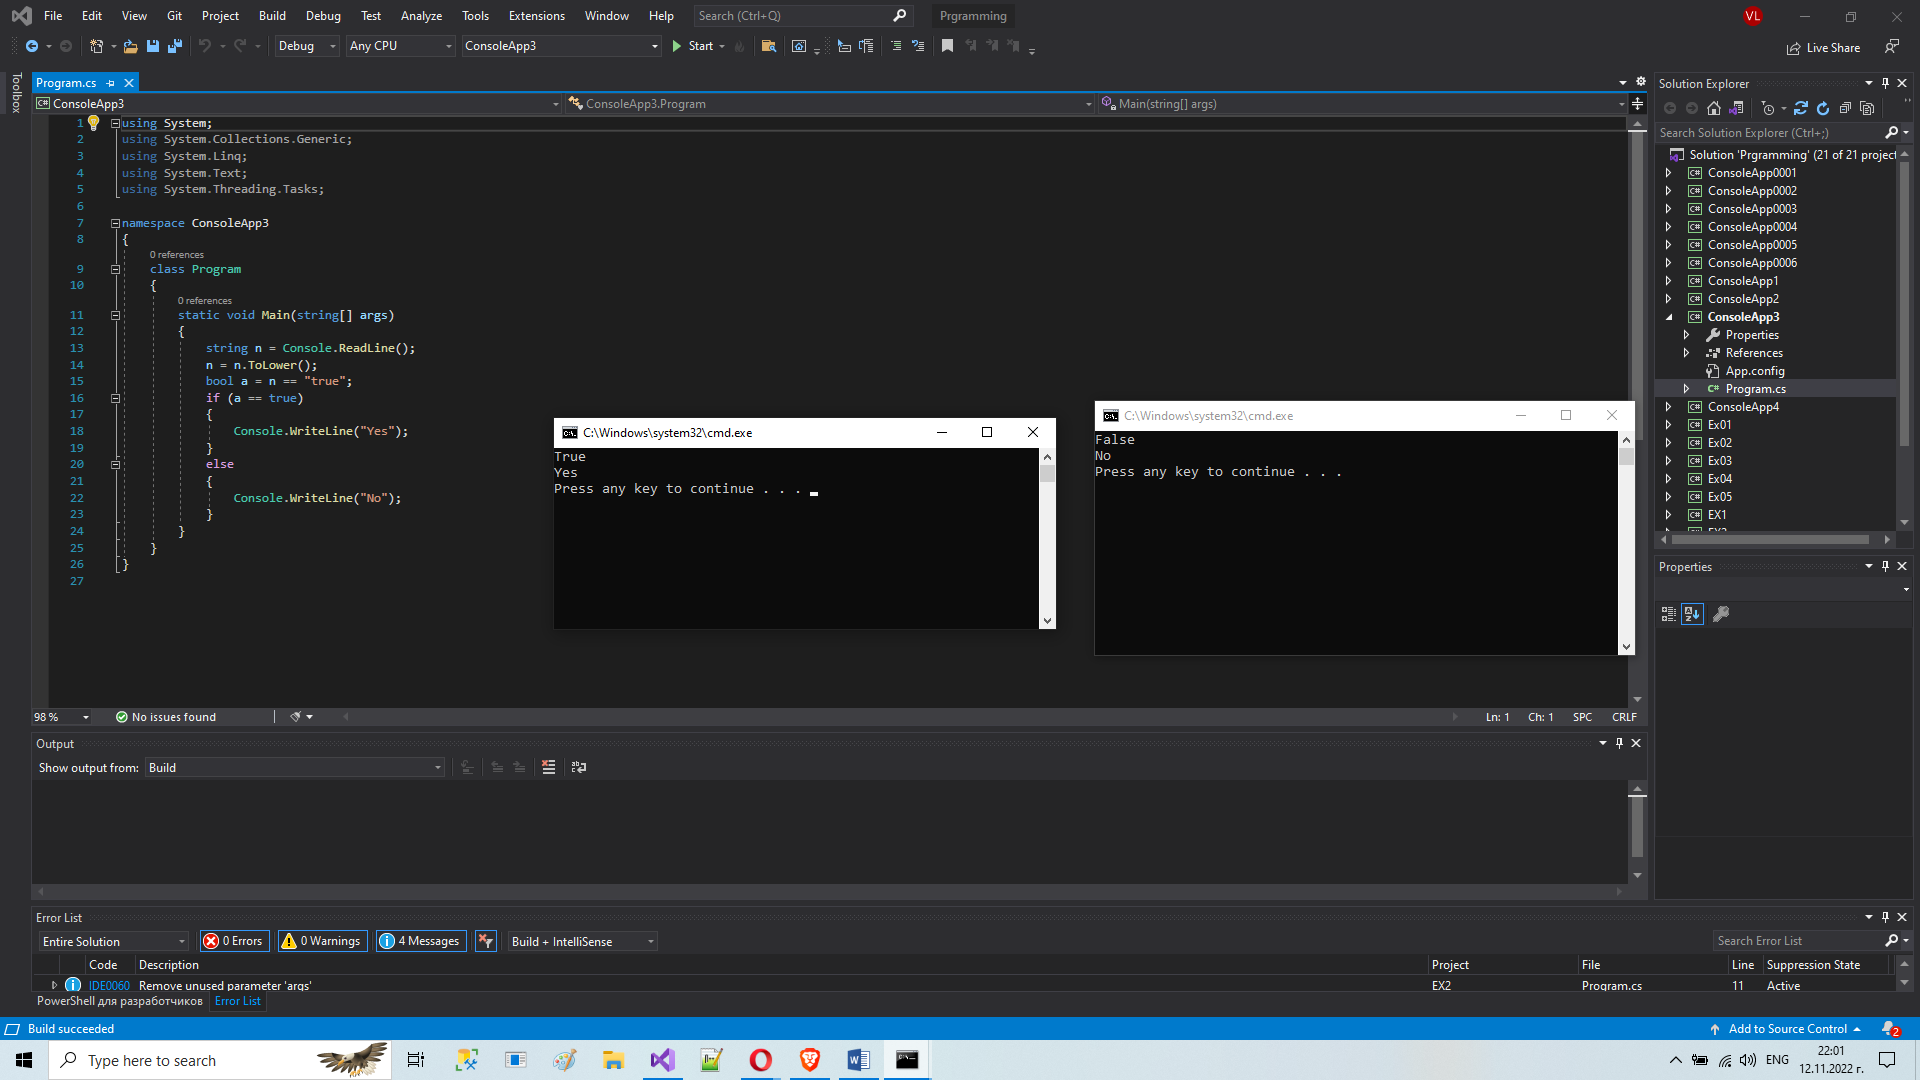 File Edit View Git Project Build Debug Test Analyze Tools Extensions Window Help Search (Ctrl+Q) Prgramming VL
Debug Any CPU ConsoleApp3 Start Live Share
Toolbox
Program.cs
ConsoleApp3 ConsoleApp3.Program Main(string[] args)
1 using System;
2 using System.Collections.Generic;
3 using System.Linq;
4 using System.Text;
5 using System.Threading.Tasks;
6
7 namespace ConsoleApp3
8 {
0 references
9 class Program
10 {
0 references
11 static void Main(string[] args)
12 {
13 string n = Console.ReadLine();
14 n = n.ToLower();
15 bool a = n == "true";
16 if (a == true)
17 {
18 Console.WriteLine("Yes");
19 }
20 else
21 {
22 Console.WriteLine("No");
23 }
24 }
25 }
26 }
27
C:\Windows\system32\cmd.exe
True
Yes
Press any key to continue . . .
C:\Windows\system32\cmd.exe
False
No
Press any key to continue . . .
98 % No issues found Ln: 1 Ch: 1 SPC CRLF
Solution Explorer
Search Solution Explorer (Ctrl+;)
Solution 'Prgramming' (21 of 21 project
ConsoleApp0001
ConsoleApp0002
ConsoleApp0003
ConsoleApp0004
ConsoleApp0005
ConsoleApp0006
ConsoleApp1
ConsoleApp2
ConsoleApp3
Properties
References
App.config
Program.cs
ConsoleApp4
Ex01
Ex02
Ex03
Ex04
Ex05
EX1
Properties
Output
Show output from: Build
Error List
Entire Solution 0 Errors 0 Warnings 4 Messages Build + IntelliSense Search Error List
Code Description Project File Line Suppression State
IDE0060 Remove unused parameter 'args' EX2 Program.cs 11 Active
PowerShell для разработчиков Error List
Build succeeded Add to Source Control 2
Type here to search ENG 22:01
12.11.2022 г.